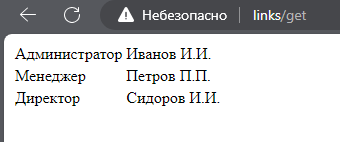 Небезопасно links/get
Администратор Иванов И.И.
Менеджер Петров П.П.
Директор Сидоров И.И.